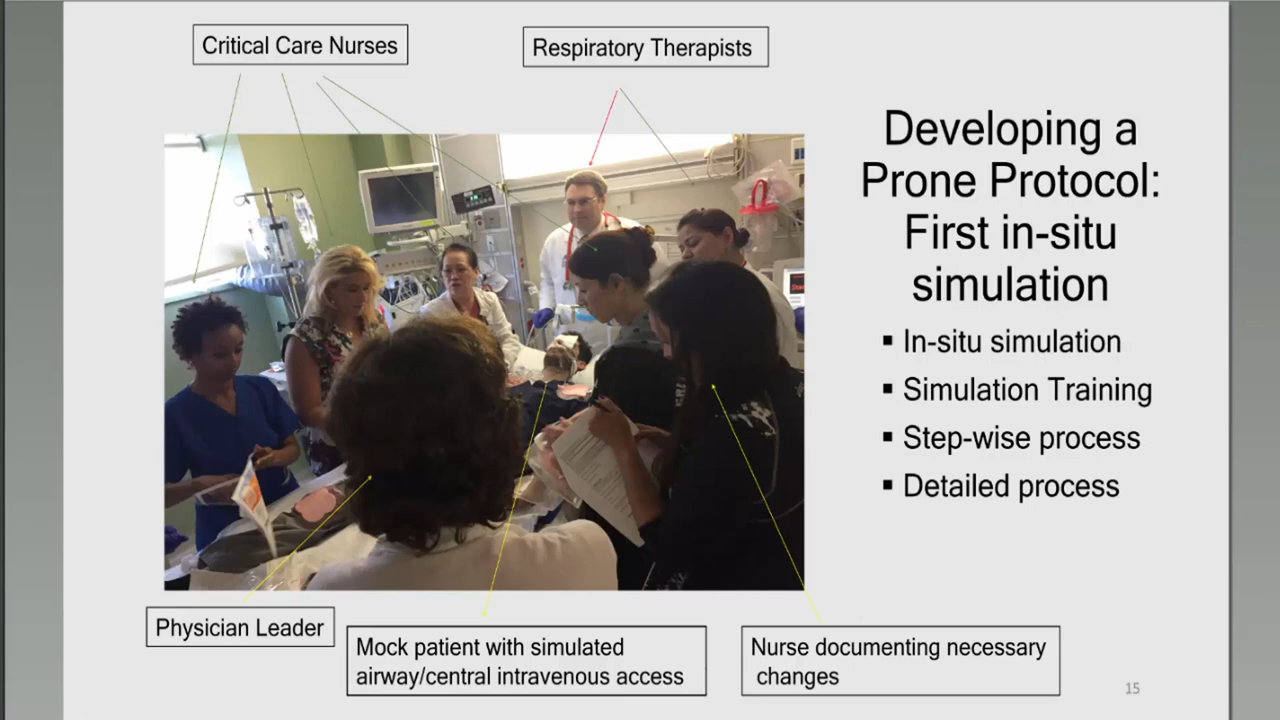 Critical Care Nurses
Respiratory Therapists
Developing a
Prone Protocol:
First in-situ
simulation
▪ In-situ simulation
▪ Simulation Training
▪ Step-wise process
▪ Detailed process
Physician Leader
Mock patient with simulated
airway/central intravenous access
Nurse documenting necessary
changes
15